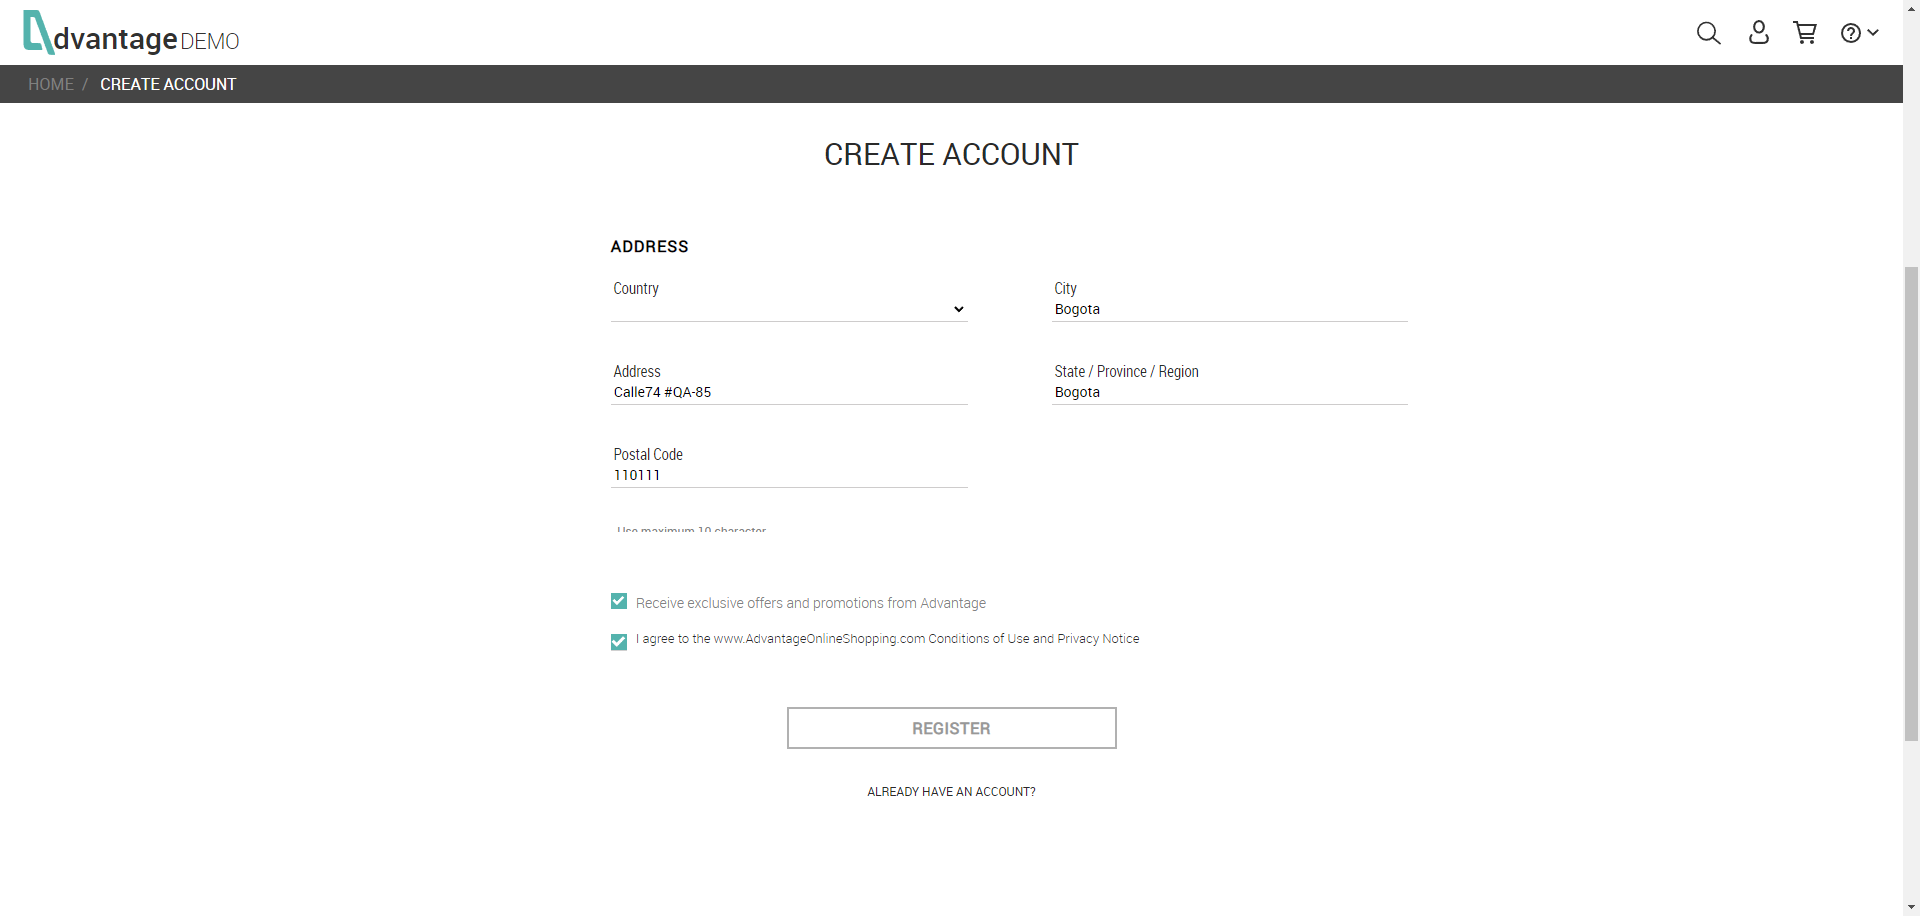 dvantage DEMO
HOME / CREATE ACCOUNT
CREATE ACCOUNT
ADDRESS
Country
City
Bogota
Address
Calle74 #QA-85
State / Province / Region
Bogota
Postal Code
110111
Use maximum 10 character
Receive exclusive offers and promotions from Advantage
I agree to the www.AdvantageOnlineShopping.com Conditions of Use and Privacy Notice
REGISTER
ALREADY HAVE AN ACCOUNT?